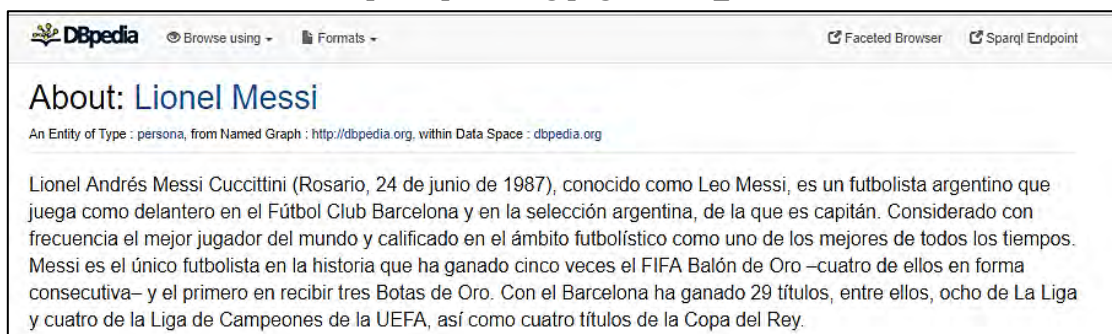 DBpedia Browse using Formats Faceted Browser Sparql Endpoint
About: Lionel Messi
An Entity of Type : persona, from Named Graph : http://dbpedia.org, within Data Space : dbpedia.org
Lionel Andrés Messi Cuccittini (Rosario, 24 de junio de 1987), conocido como Leo Messi, es un futbolista argentino que
juega como delantero en el Fútbol Club Barcelona y en la selección argentina, de la que es capitán. Considerado con
frecuencia el mejor jugador del mundo y calificado en el ámbito futbolístico como uno de los mejores de todos los tiempos.
Messi es el único futbolista en la historia que ha ganado cinco veces el FIFA Balón de Oro –cuatro de ellos en forma
consecutiva– y el primero en recibir tres Botas de Oro. Con el Barcelona ha ganado 29 títulos, entre ellos, ocho de La Liga
y cuatro de la Liga de Campeones de la UEFA, así como cuatro títulos de la Copa del Rey.